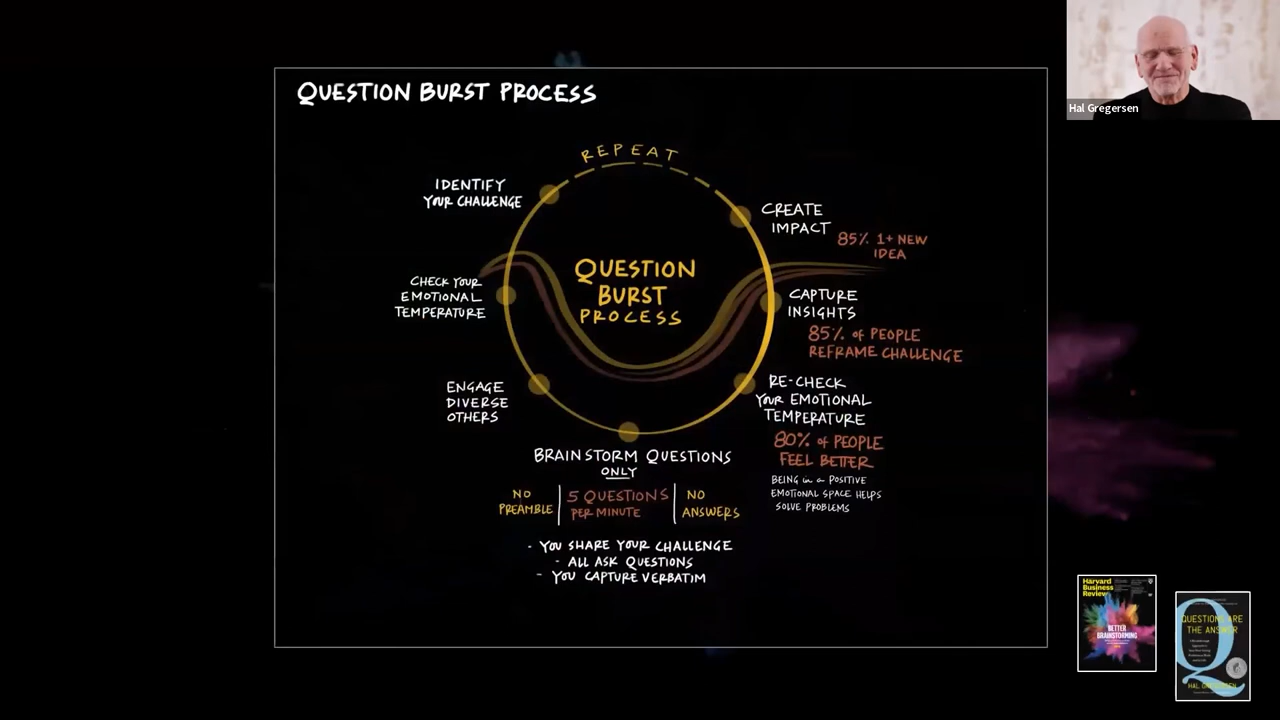 QUESTION BURST PROCESS
Hal Gregersen
REPEAT
IDENTIFY
YOUR CHALLENGE
CHECK YOUR
EMOTIONAL
TEMPERATURE
ENGAGE
DIVERSE
OTHERS
QUESTION
BURST
PROCESS
CREATE
IMPACT
85% 1+ NEW
IDEA
CAPTURE
INSIGHTS
85% of PEOPLE
REFRAME CHALLENGE
RE-CHECK
YOUR EMOTIONAL
TEMPERATURE
80% of PEOPLE
FEEL BETTER
BEING in a POSITIVE
EMOTIONAL SPACE HELPS
SOLVE PROBLEMS
BRAINSTORM QUESTIONS
ONLY
NO
PREAMBLE
5 QUESTIONS
PER MINUTE
NO
ANSWERS
- YOU SHARE YOUR CHALLENGE
- ALL ASK QUESTIONS
- YOU CAPTURE VERBATIM
Harvard
Business
Review
BETTER
BRAINSTORMING
QUESTIONS ARE
THE ANSWER
HAL GREGERSEN